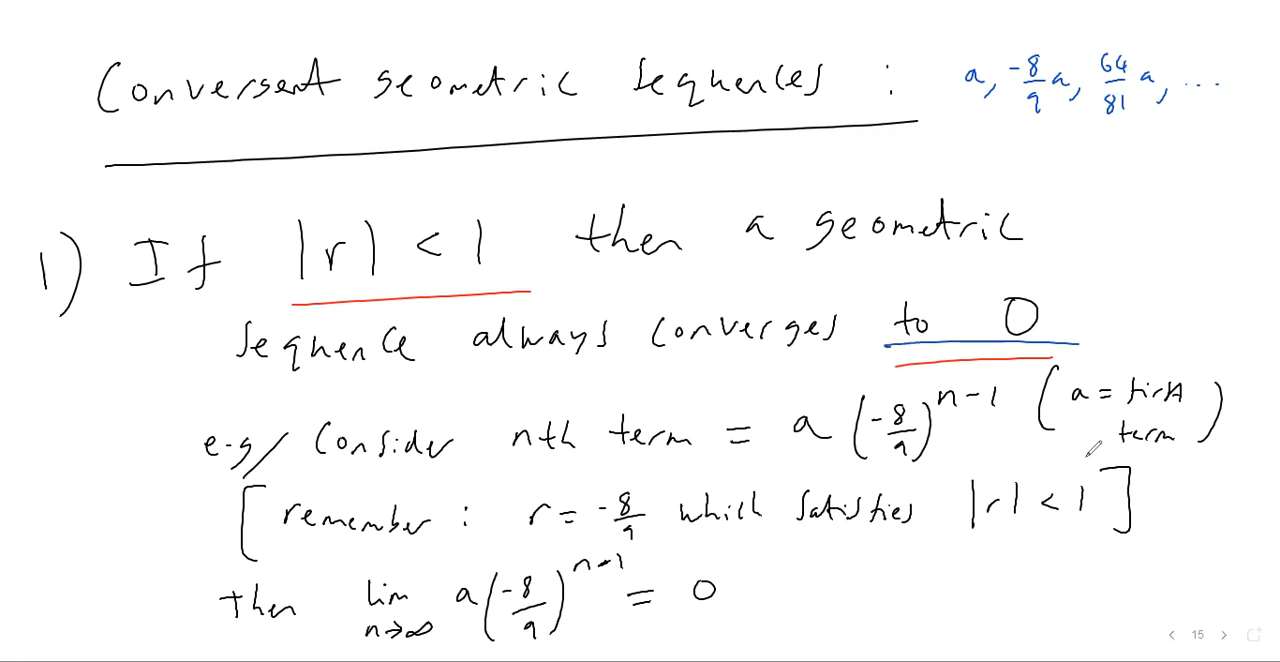 Convergent geometric sequences : a, -8/9 a, 64/81 a, ...
1) If |r| < 1 then a geometric
sequence always converges to 0
e.g/ Consider nth term = a(-8/9)^{n-1} (a = first term)
[remember : r = -8/9 which satisfies |r| < 1]
then lim_{n→∞} a(-8/9)^{n-1} = 0
15